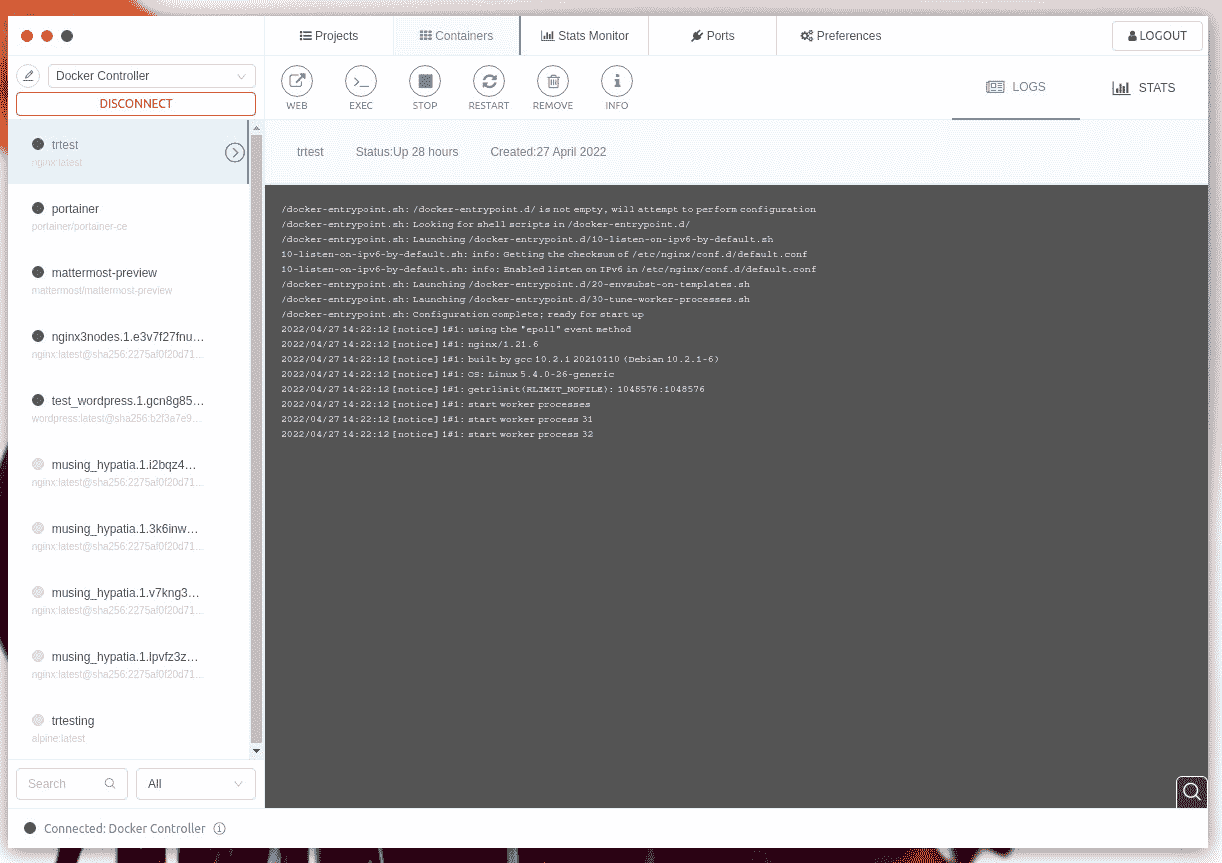 Projects
Containers
Stats Monitor
Ports
Preferences
LOGOUT
Docker Controller
DISCONNECT
WEB
EXEC
STOP
RESTART
REMOVE
INFO
LOGS
STATS
trtest
nginx:latest
portainer
portainer/portainer-ce
mattermost-preview
mattermost/mattermost-preview
nginx3nodes.1.e3v7f27fnu...
nginx:latest@sha256:2275af0f20d71...
test_wordpress.1.gcn8g85...
wordpress:latest@sha256:b2f3a7e9...
musing_hypatia.1.i2bqz4...
nginx:latest@sha256:2275af0f20d71...
musing_hypatia.1.3k6inw...
nginx:latest@sha256:2275af0f20d71...
musing_hypatia.1.v7kng3...
nginx:latest@sha256:2275af0f20d71...
musing_hypatia.1.lpvfz3z...
nginx:latest@sha256:2275af0f20d71...
trtesting
alpine:latest
Search
All
trtest Status:Up 28 hours Created:27 April 2022
/docker-entrypoint.sh: /docker-entrypoint.d/ is not empty, will attempt to perform configuration
/docker-entrypoint.sh: Looking for shell scripts in /docker-entrypoint.d/
/docker-entrypoint.sh: Launching /docker-entrypoint.d/10-listen-on-ipv6-by-default.sh
10-listen-on-ipv6-by-default.sh: info: Getting the checksum of /etc/nginx/conf.d/default.conf
10-listen-on-ipv6-by-default.sh: info: Enabled listen on IPv6 in /etc/nginx/conf.d/default.conf
/docker-entrypoint.sh: Launching /docker-entrypoint.d/20-envsubst-on-templates.sh
/docker-entrypoint.sh: Launching /docker-entrypoint.d/30-tune-worker-processes.sh
/docker-entrypoint.sh: Configuration complete; ready for start up
2022/04/27 14:22:12 [notice] 1#1: using the "epoll" event method
2022/04/27 14:22:12 [notice] 1#1: nginx/1.21.6
2022/04/27 14:22:12 [notice] 1#1: built by gcc 10.2.1 20210110 (Debian 10.2.1-6)
2022/04/27 14:22:12 [notice] 1#1: OS: Linux 5.4.0-26-generic
2022/04/27 14:22:12 [notice] 1#1: getrlimit(RLIMIT_NOFILE): 1045576:1048576
2022/04/27 14:22:12 [notice] 1#1: start worker processes
2022/04/27 14:22:12 [notice] 1#1: start worker process 31
2022/04/27 14:22:12 [notice] 1#1: start worker process 32
Connected: Docker Controller